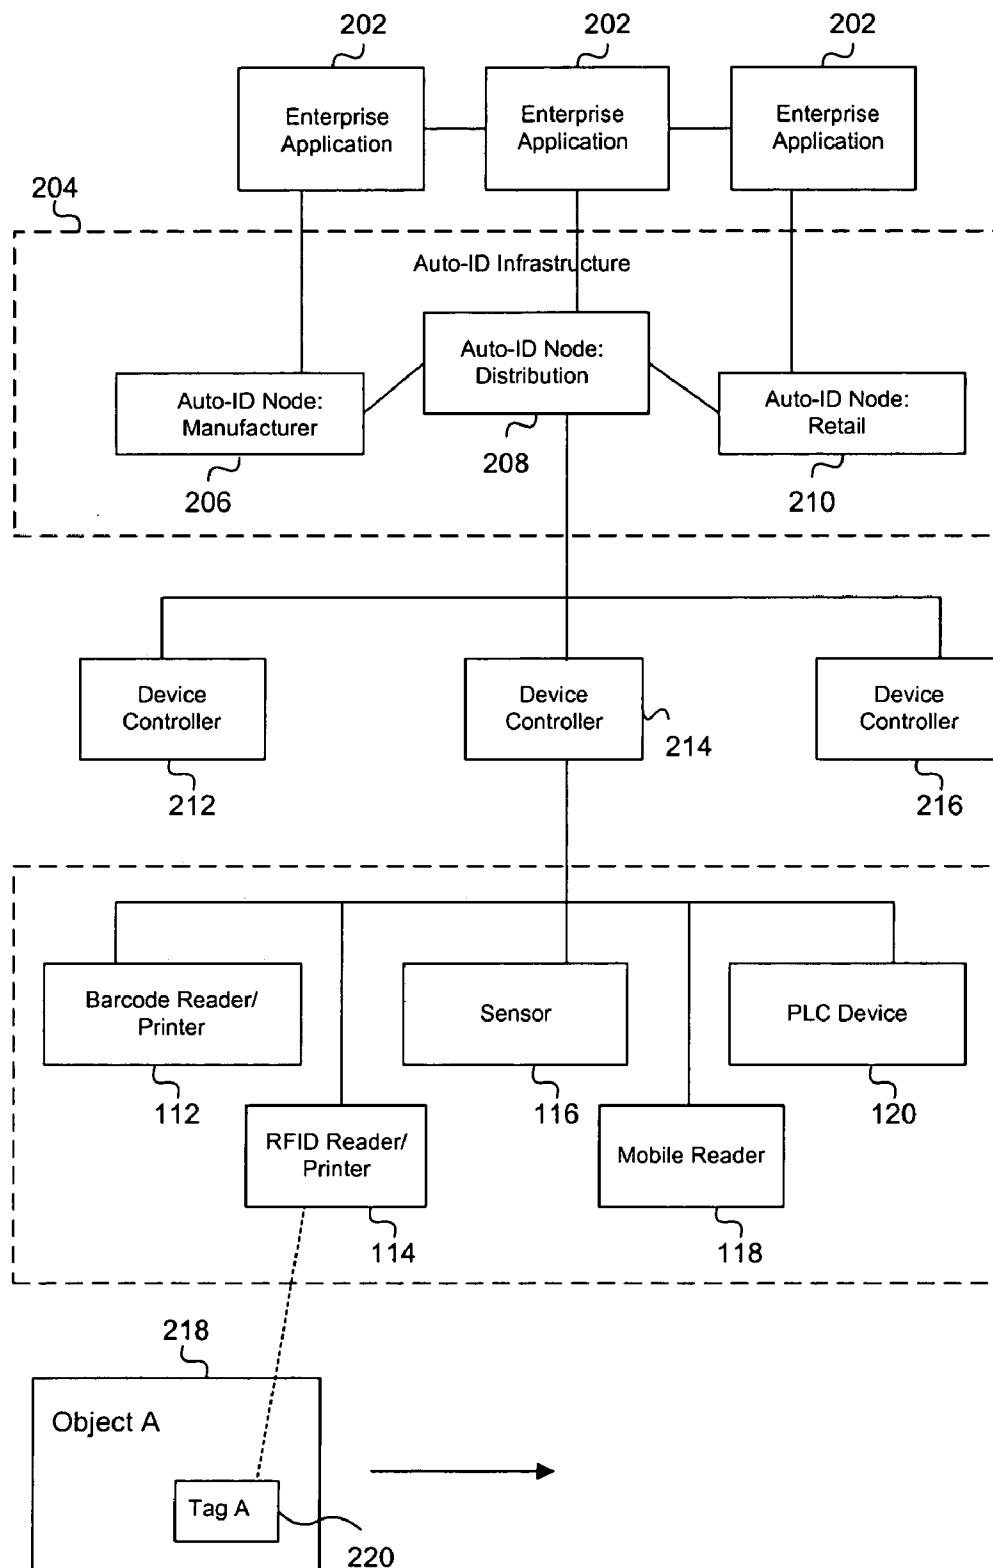 202
202
202
Enterprise
Application
Enterprise
Application
Enterprise
Application
204
Auto-ID Infrastructure
Auto-ID Node:
Distribution
Auto-ID Node:
Manufacturer
Auto-ID Node:
Retail
208
206
210
Device
Controller
Device
Controller
Device
Controller
214
212
216
Barcode Reader/
Printer
Sensor
PLC Device
112
116
120
RFID Reader/
Printer
Mobile Reader
114
118
218
Object A
Tag A
220